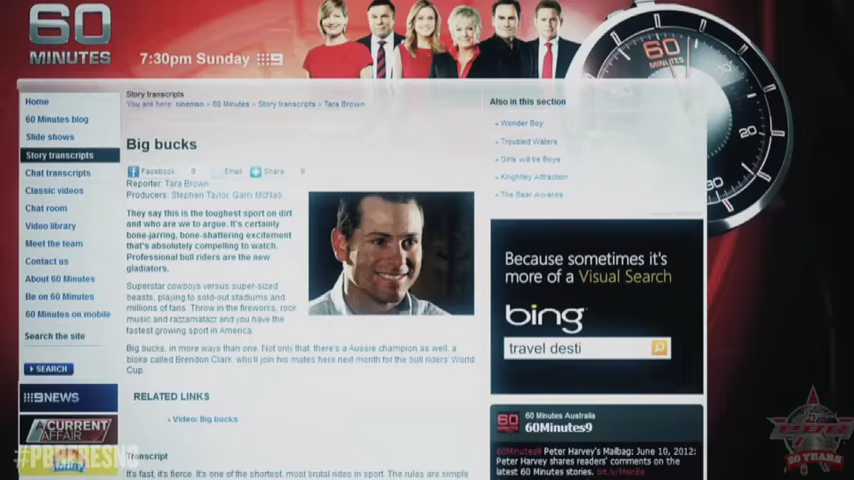 60
MINUTES
7:30pm Sunday 9
60
MINUTES
20
30
Home
60 Minutes blog
Slide shows
Story transcripts
Chat transcripts
Classic videos
Chat room
Video library
Meet the team
Contact us
About 60 Minutes
Be on 60 Minutes
60 Minutes on mobile
Search the site
SEARCH
9NEWS
A CURRENT
AFFAIR
Today
Story transcripts
You are here: ninemsn > 60 Minutes > Story transcripts > Tara Brown
Big bucks
Facebook 0 Email Share 0
Reporter: Tara Brown
Producers: Stephen Taylor, Garry McNab
They say this is the toughest sport on dirt
and who are we to argue. It's certainly
bone-jarring, bone-shattering excitement
that's absolutely compelling to watch.
Professional bull riders are the new
gladiators.
Superstar cowboys versus super-sized
beasts, playing to sold-out stadiums and
millions of fans. Throw in the fireworks, rock
music and razzamatazz and you have the
fastest growing sport in America.
Big bucks, in more ways than one. Not only that, there's a Aussie champion as well, a
bloke called Brendon Clark, who'll join his mates here next month for the bull riders' World
Cup.
RELATED LINKS
Video: Big bucks
Transcript
It's fast, it's fierce. It's one of the shortest, most brutal rides in sport. The rules are simple
Also in this section
Wonder Boy
Troubled Waters
Girls will be Boys
Knightley Attraction
The Bear Awakes
Because sometimes it's
more of a Visual Search
bing
travel desti
60 Minutes Australia
60Minutes9
60Minutes9 Peter Harvey's Mailbag: June 10, 2012:
Peter Harvey shares readers' comments on the
latest 60 Minutes stories.
PBR
20 YEARS